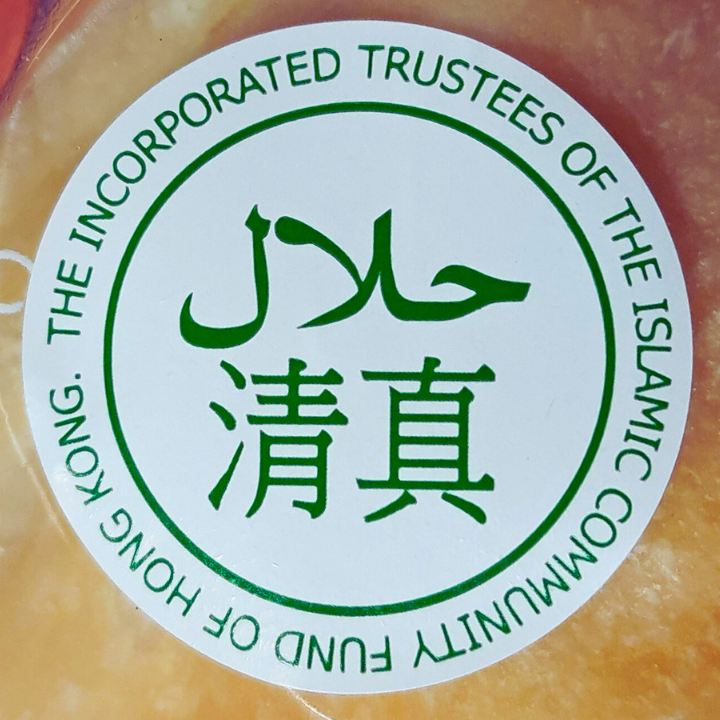 THE INCORPORATED TRUSTEES OF THE ISLAMIC COMMUNITY FUND OF HONG KONG.
حلال
清真